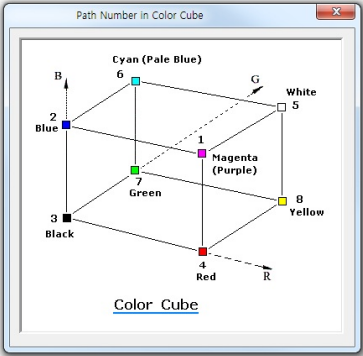 Path Number in Color Cube
Cyan (Pale Blue)
6
B
G
White
5
2
Blue
1
Magenta
(Purple)
7
Green
8
Yellow
3
Black
4
Red
R
Color Cube